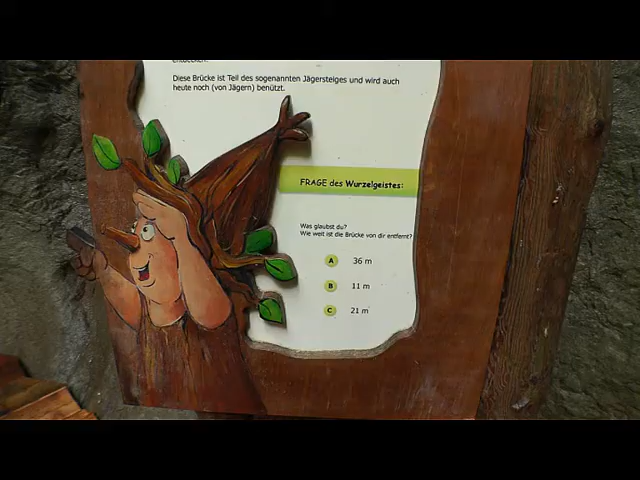 entdecken.
Diese Brücke ist Teil des sogenannten Jägersteiges und wird auch
heute noch (von Jägern) benützt.
FRAGE des Wurzelgeistes:
Was glaubst du?
Wie weit ist die Brücke von dir entfernt?
A 36 m
B 11 m
C 21 m